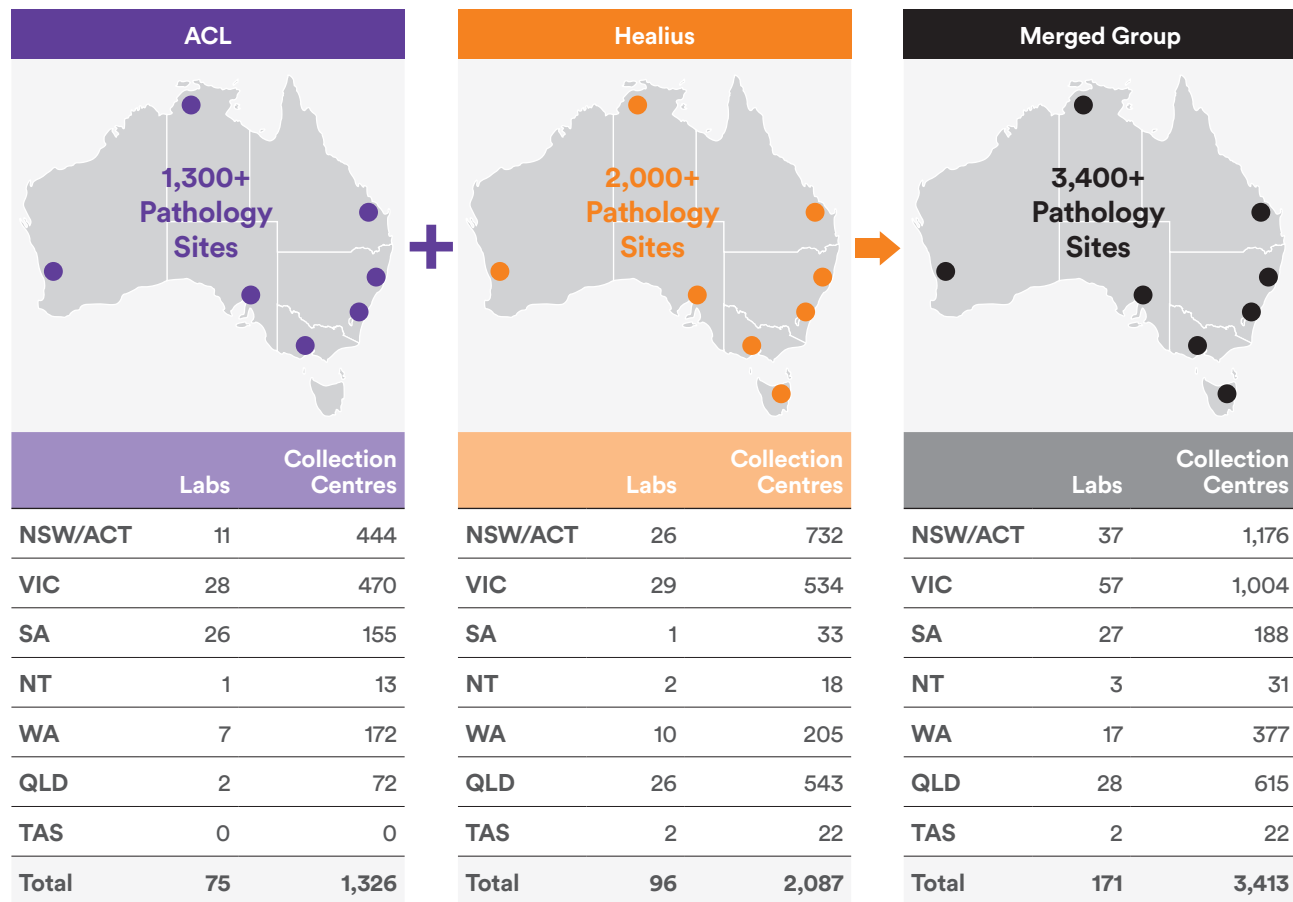 ACL
1,300+
Pathology
Sites
Labs
Collection
Centres
NSW/ACT 11 444
VIC 28 470
SA 26 155
NT 1 13
WA 7 172
QLD 2 72
TAS 0 0
Total 75 1,326
+
Healius
2,000+
Pathology
Sites
Labs
Collection
Centres
NSW/ACT 26 732
VIC 29 534
SA 1 33
NT 2 18
WA 10 205
QLD 26 543
TAS 2 22
Total 96 2,087
Merged Group
3,400+
Pathology
Sites
Labs
Collection
Centres
NSW/ACT 37 1,176
VIC 57 1,004
SA 27 188
NT 3 31
WA 17 377
QLD 28 615
TAS 2 22
Total 171 3,413